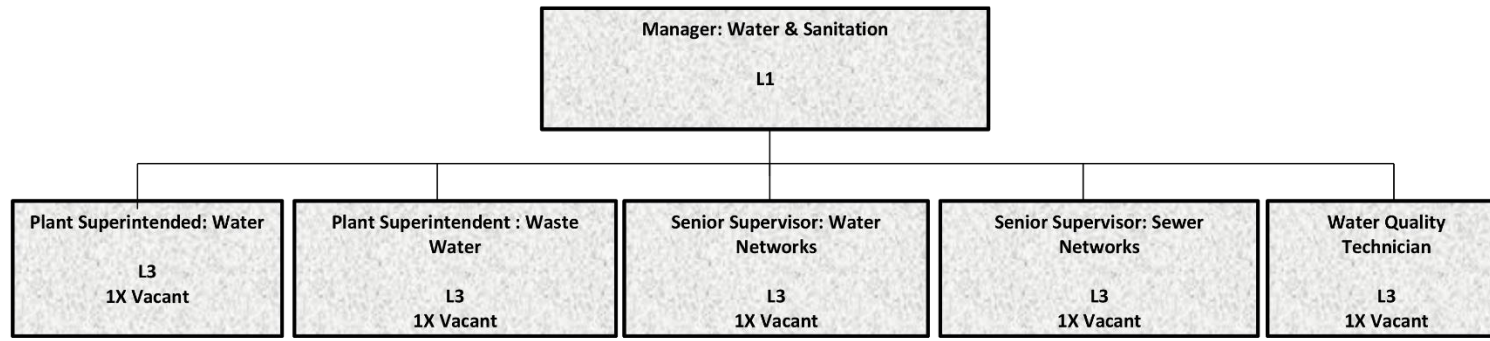 Manager: Water & Sanitation
L1
Plant Superintended: Water
L3
1X Vacant
Plant Superintendent : Waste
Water
L3
1X Vacant
Senior Supervisor: Water
Networks
L3
1X Vacant
Senior Supervisor: Sewer
Networks
L3
1X Vacant
Water Quality
Technician
L3
1X Vacant